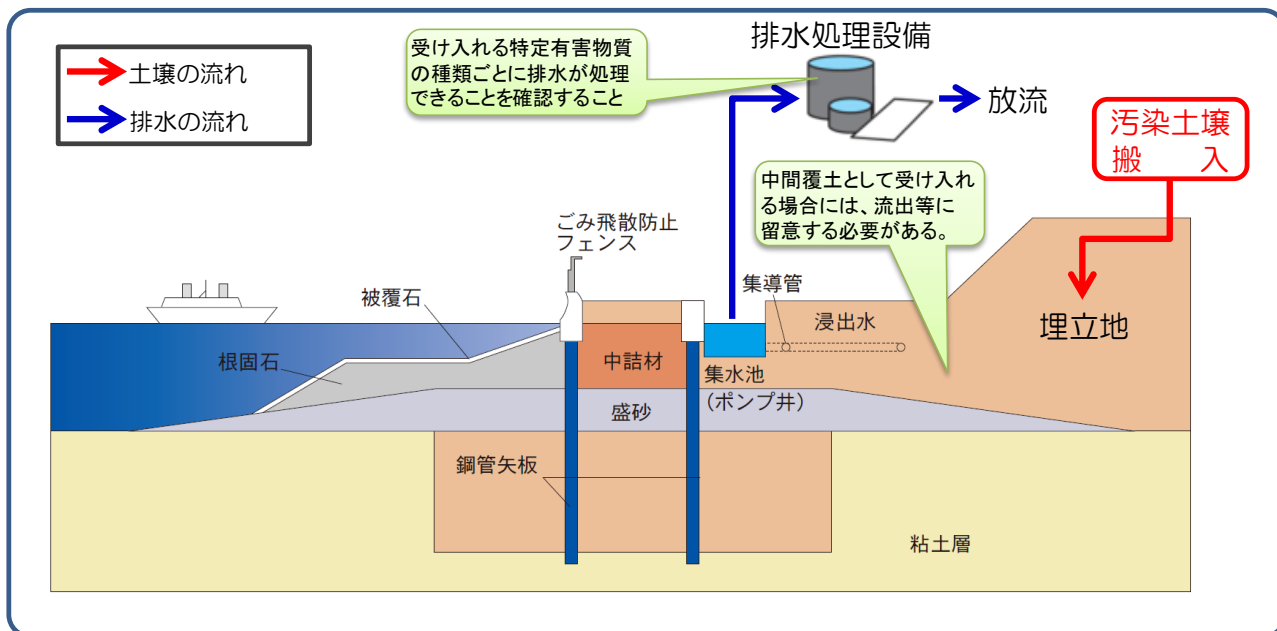 土壌の流れ
排水の流れ
受け入れる特定有害物質
の種類ごとに排水が処理
できることを確認すること
排水処理設備
放流
汚染土壌
搬　入
中間覆土として受け入れ
る場合には、流出等に
留意する必要がある。
ごみ飛散防止
フェンス
被覆石
集導管
埋立地
浸出水
根固石
中詰材
集水池
(ポンプ井)
盛砂
鋼管矢板
粘土層